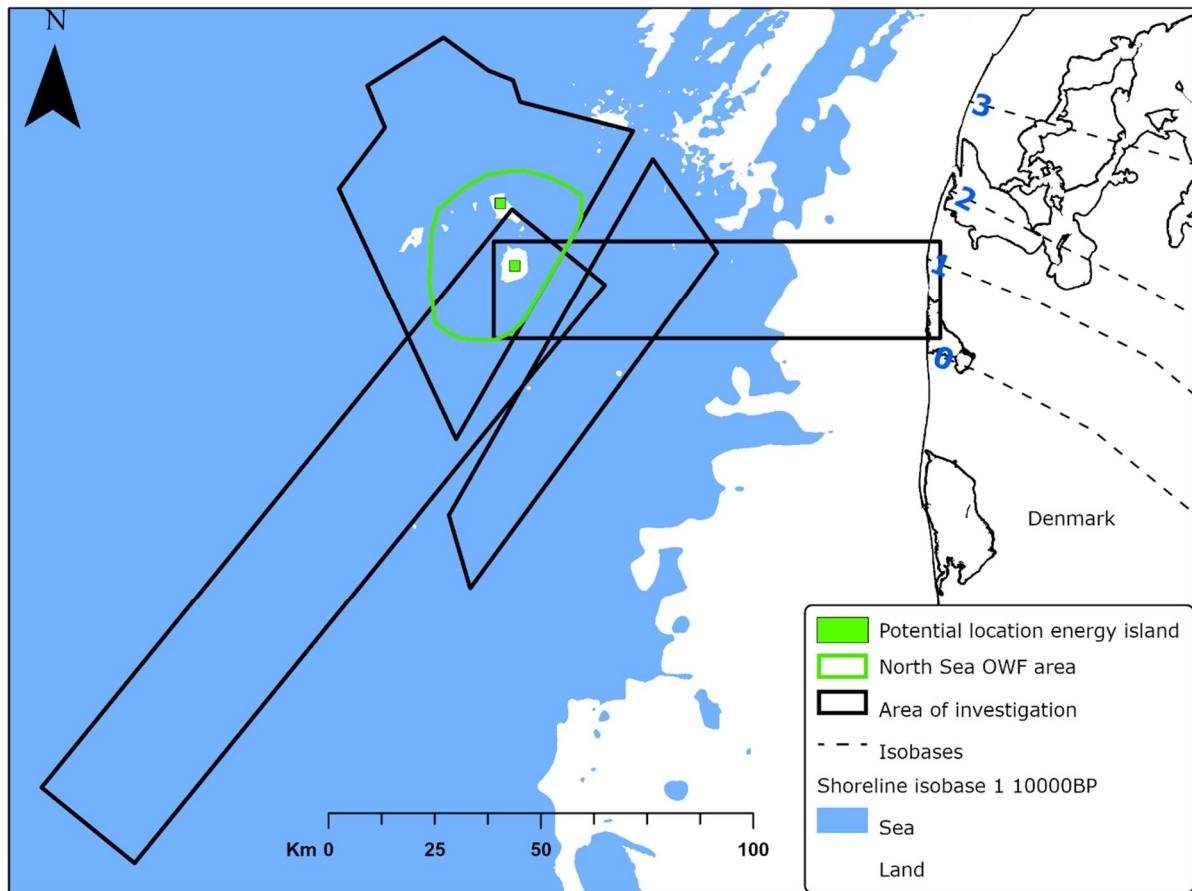 N
3
2
1
0
Denmark
Potential location energy island
North Sea OWF area
Area of investigation
Isobases
Shoreline isobase 1 10000BP
Sea
Land
Km 0 25 50 100